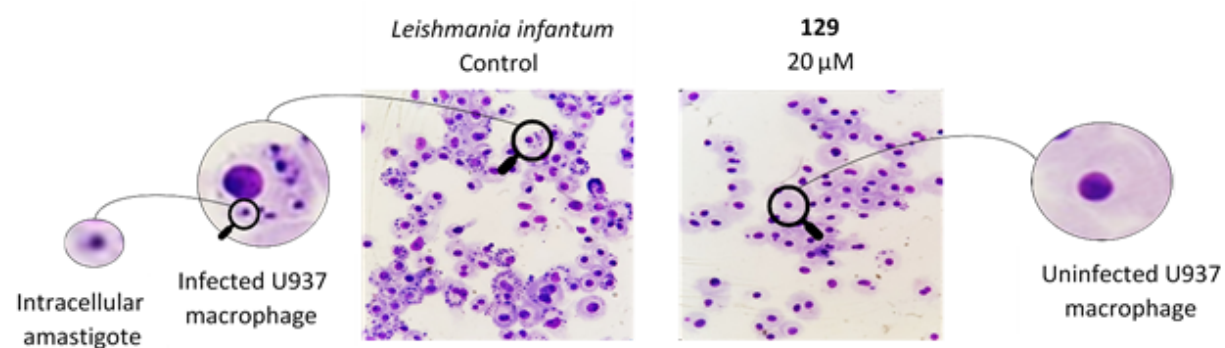 Leishmania infantum
Control
129
20 µM
Intracellular
amastigote
Infected U937
macrophage
Uninfected U937
macrophage